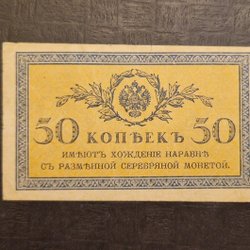 50 КОПѢЕКЪ 50
ИМѢЮТЪ ХОЖДЕНІЕ НАРАВНѢ
СЪ РАЗМѢННОЙ СЕРЕБРЯНОЙ МОНЕТОЙ.